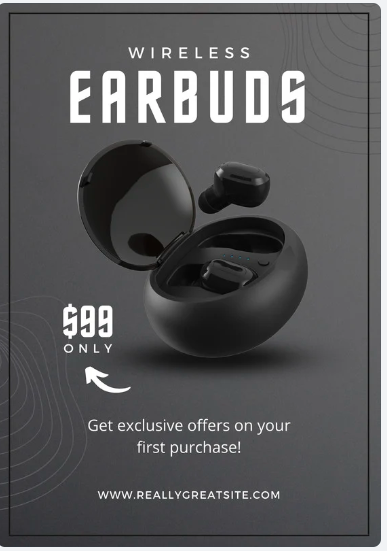 WIRELESS
EARBUDS
$99
ONLY
Get exclusive offers on your
first purchase!
WWW.REALLYGREATSITE.COM